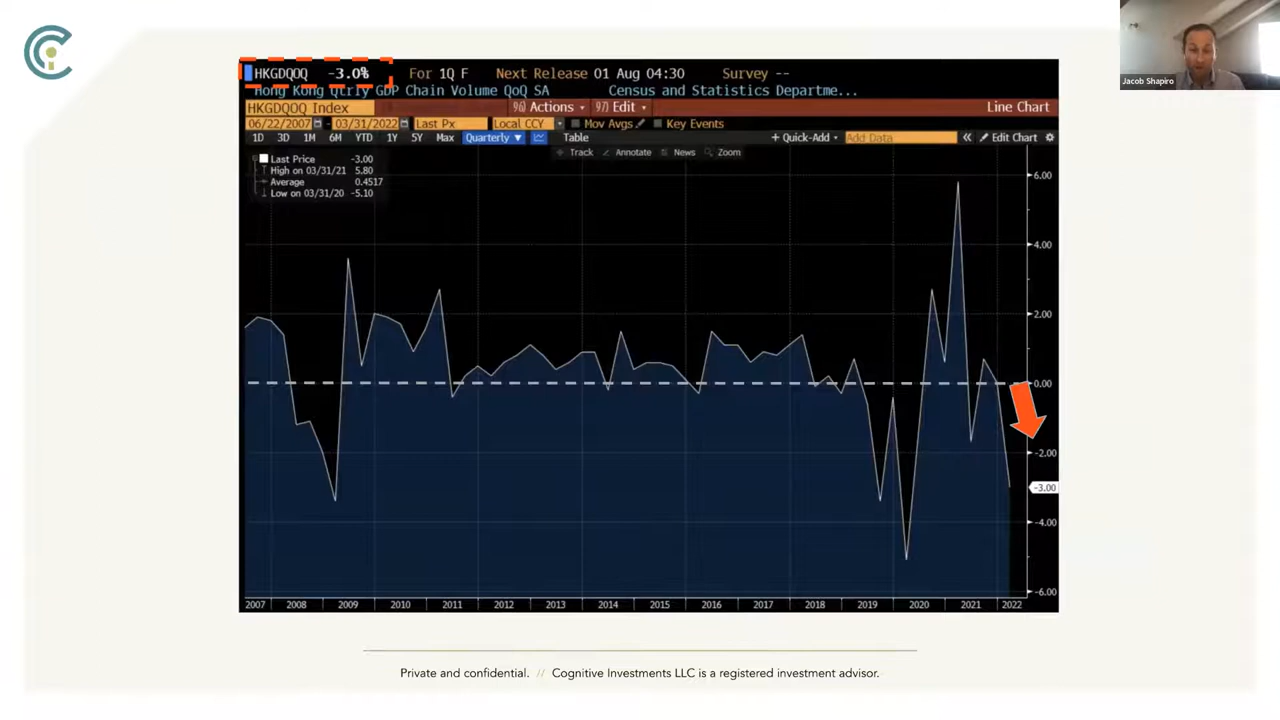 Jacob Shapiro
HKGDQOQ -3.0% For 1Q F Next Release 01 Aug 04:30 Survey --
Hong Kong Qtrly GDP Chain Volume QoQ SA Census and Statistics Departme...
HKGDQOQ Index 96) Actions 97) Edit Line Chart
06/22/2007 - 03/31/2022 Last Px Local CCY Mov Avgs Key Events
1D 3D 1M 6M YTD 1Y 5Y Max Quarterly ▼ Table + Quick-Add Add Data « Edit Chart
Track Annotate News Zoom
Last Price -3.00
High on 03/31/21 5.80
Average 0.4517
Low on 03/31/20 -5.10
6.00
4.00
2.00
0.00
-2.00
-3.00
-4.00
-6.00
2007 2008 2009 2010 2011 2012 2013 2014 2015 2016 2017 2018 2019 2020 2021 2022
Private and confidential. // Cognitive Investments LLC is a registered investment advisor.